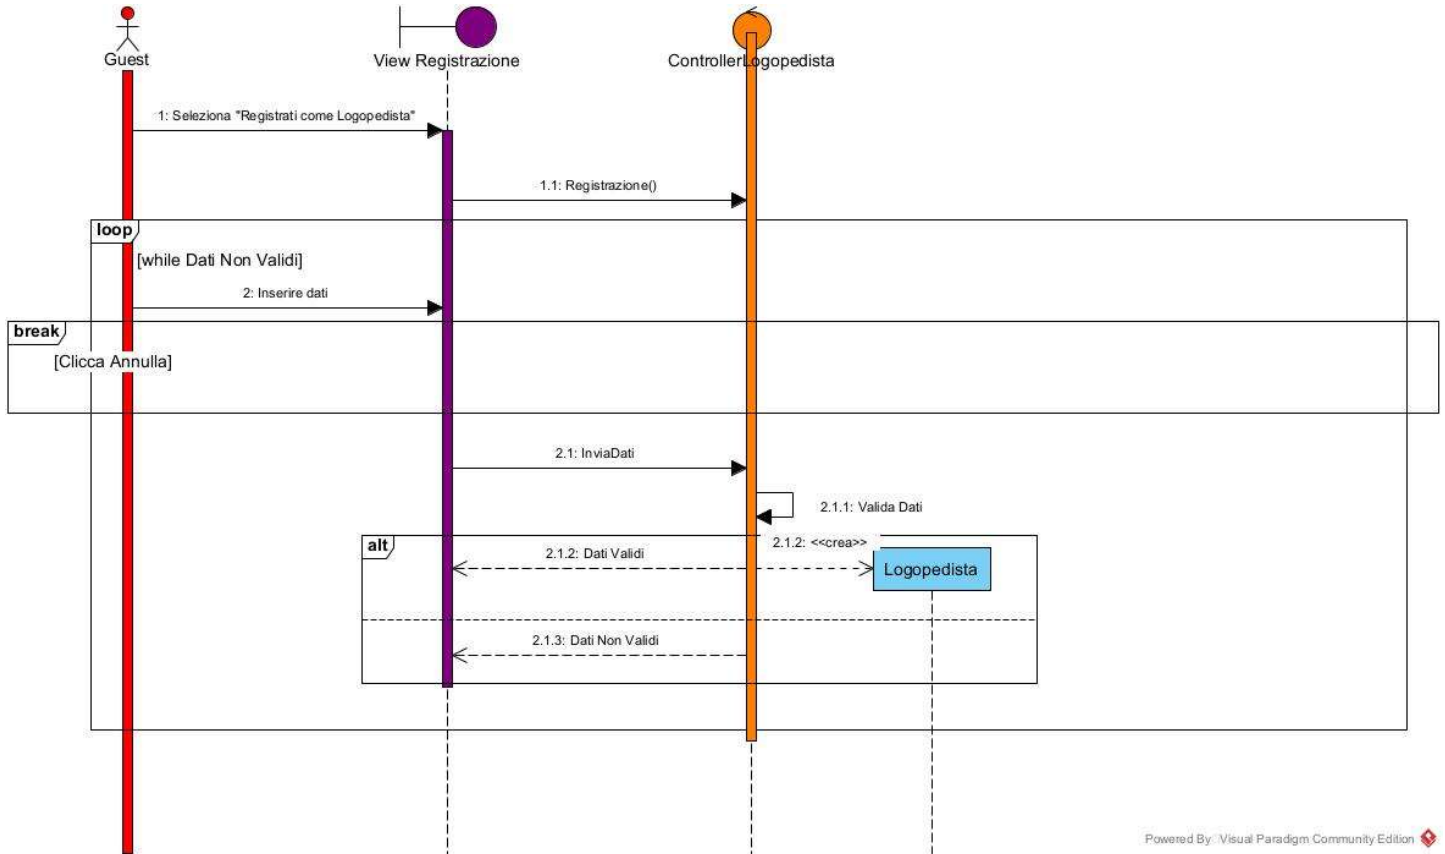 Guest
View Registrazione
ControllerLogopedista
1: Seleziona "Registrati come Logopedista"
1.1: Registrazione()
loop
[while Dati Non Validi]
2: Inserire dati
break
[Clicca Annulla]
2.1: InviaDati
2.1.1: Valida Dati
alt
2.1.2: Dati Validi
2.1.2: <<crea>>
Logopedista
2.1.3: Dati Non Validi
Powered By Visual Paradigm Community Edition